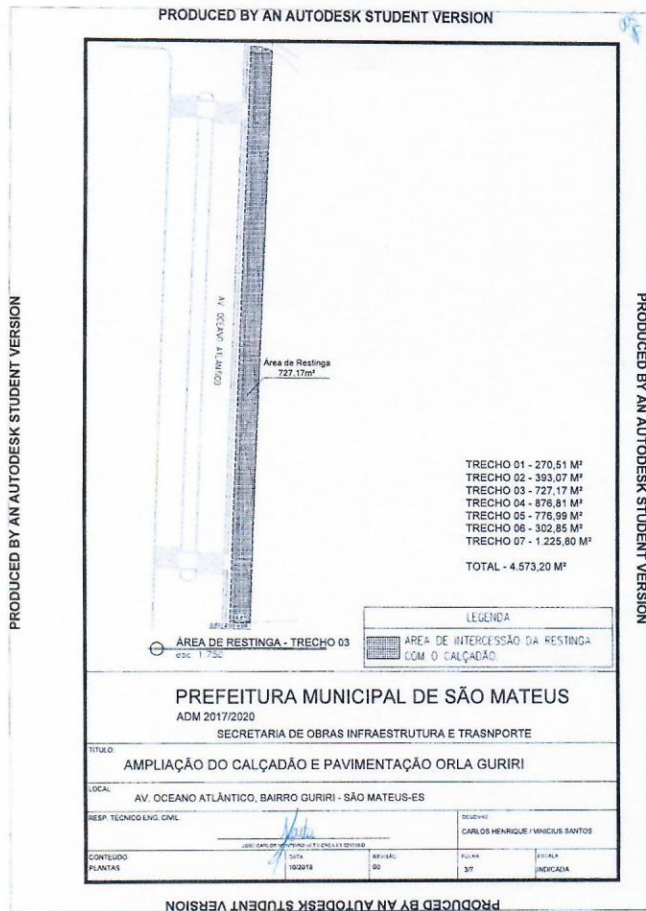 PRODUCED BY AN AUTODESK STUDENT VERSION
PRODUCED BY AN AUTODESK STUDENT VERSION
PRODUCED BY AN AUTODESK STUDENT VERSION
AV. OCEANO ATLANTICO
Área de Restinga
727,17m²
TRECHO 01 - 270,51 M²
TRECHO 02 - 393,07 M²
TRECHO 03 - 727,17 M²
TRECHO 04 - 876,81 M²
TRECHO 05 - 776,99 M²
TRECHO 06 - 302,85 M²
TRECHO 07 - 1.225,80 M²
TOTAL - 4.573,20 M²
ÁREA DE RESTINGA - TRECHO 03
esc 1:750
LEGENDA
AREA DE INTERCESSÃO DA RESTINGA
COM O CALÇADÃO.
PREFEITURA MUNICIPAL DE SÃO MATEUS
ADM 2017/2020
SECRETARIA DE OBRAS INFRAESTRUTURA E TRASNPORTE
TÍTULO:
AMPLIAÇÃO DO CALÇADÃO E PAVIMENTAÇÃO ORLA GURIRI
LOCAL
AV. OCEANO ATLÂNTICO, BAIRRO GURIRI - SÃO MATEUS-ES
RESP. TÉCNICO ENG. CIVIL
JOSÉ CARLOS
CARLOS HENRIQUE / VINICIUS SANTOS
CONTEÚDO
PLANTAS
DATA
10/2018
REVISÃO
00
FOLHA
3/7
ESCALA
INDICADA
PRODUCED BY AN AUTODESK STUDENT VERSION